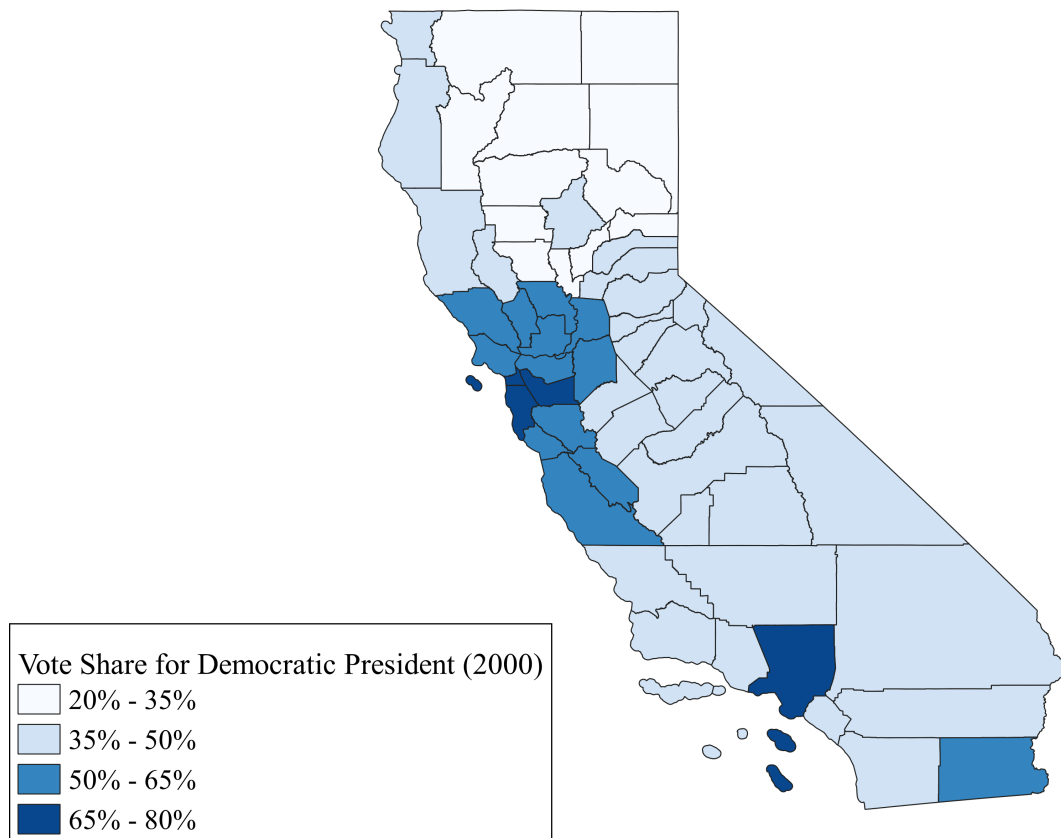 Vote Share for Democratic President (2000)
20% - 35%
35% - 50%
50% - 65%
65% - 80%